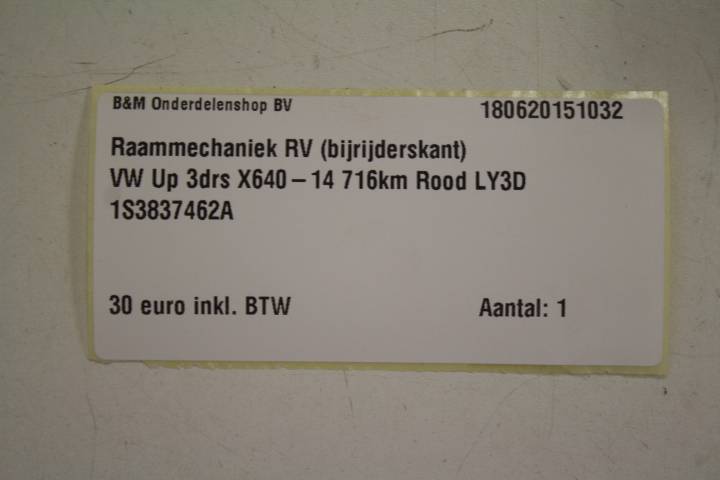 B&M Onderdelenshop BV 180620151032
Raammechaniek RV (bijrijderskant)
VW Up 3drs X640 – 14 716km Rood LY3D
1S3837462A
30 euro inkl. BTW Aantal: 1